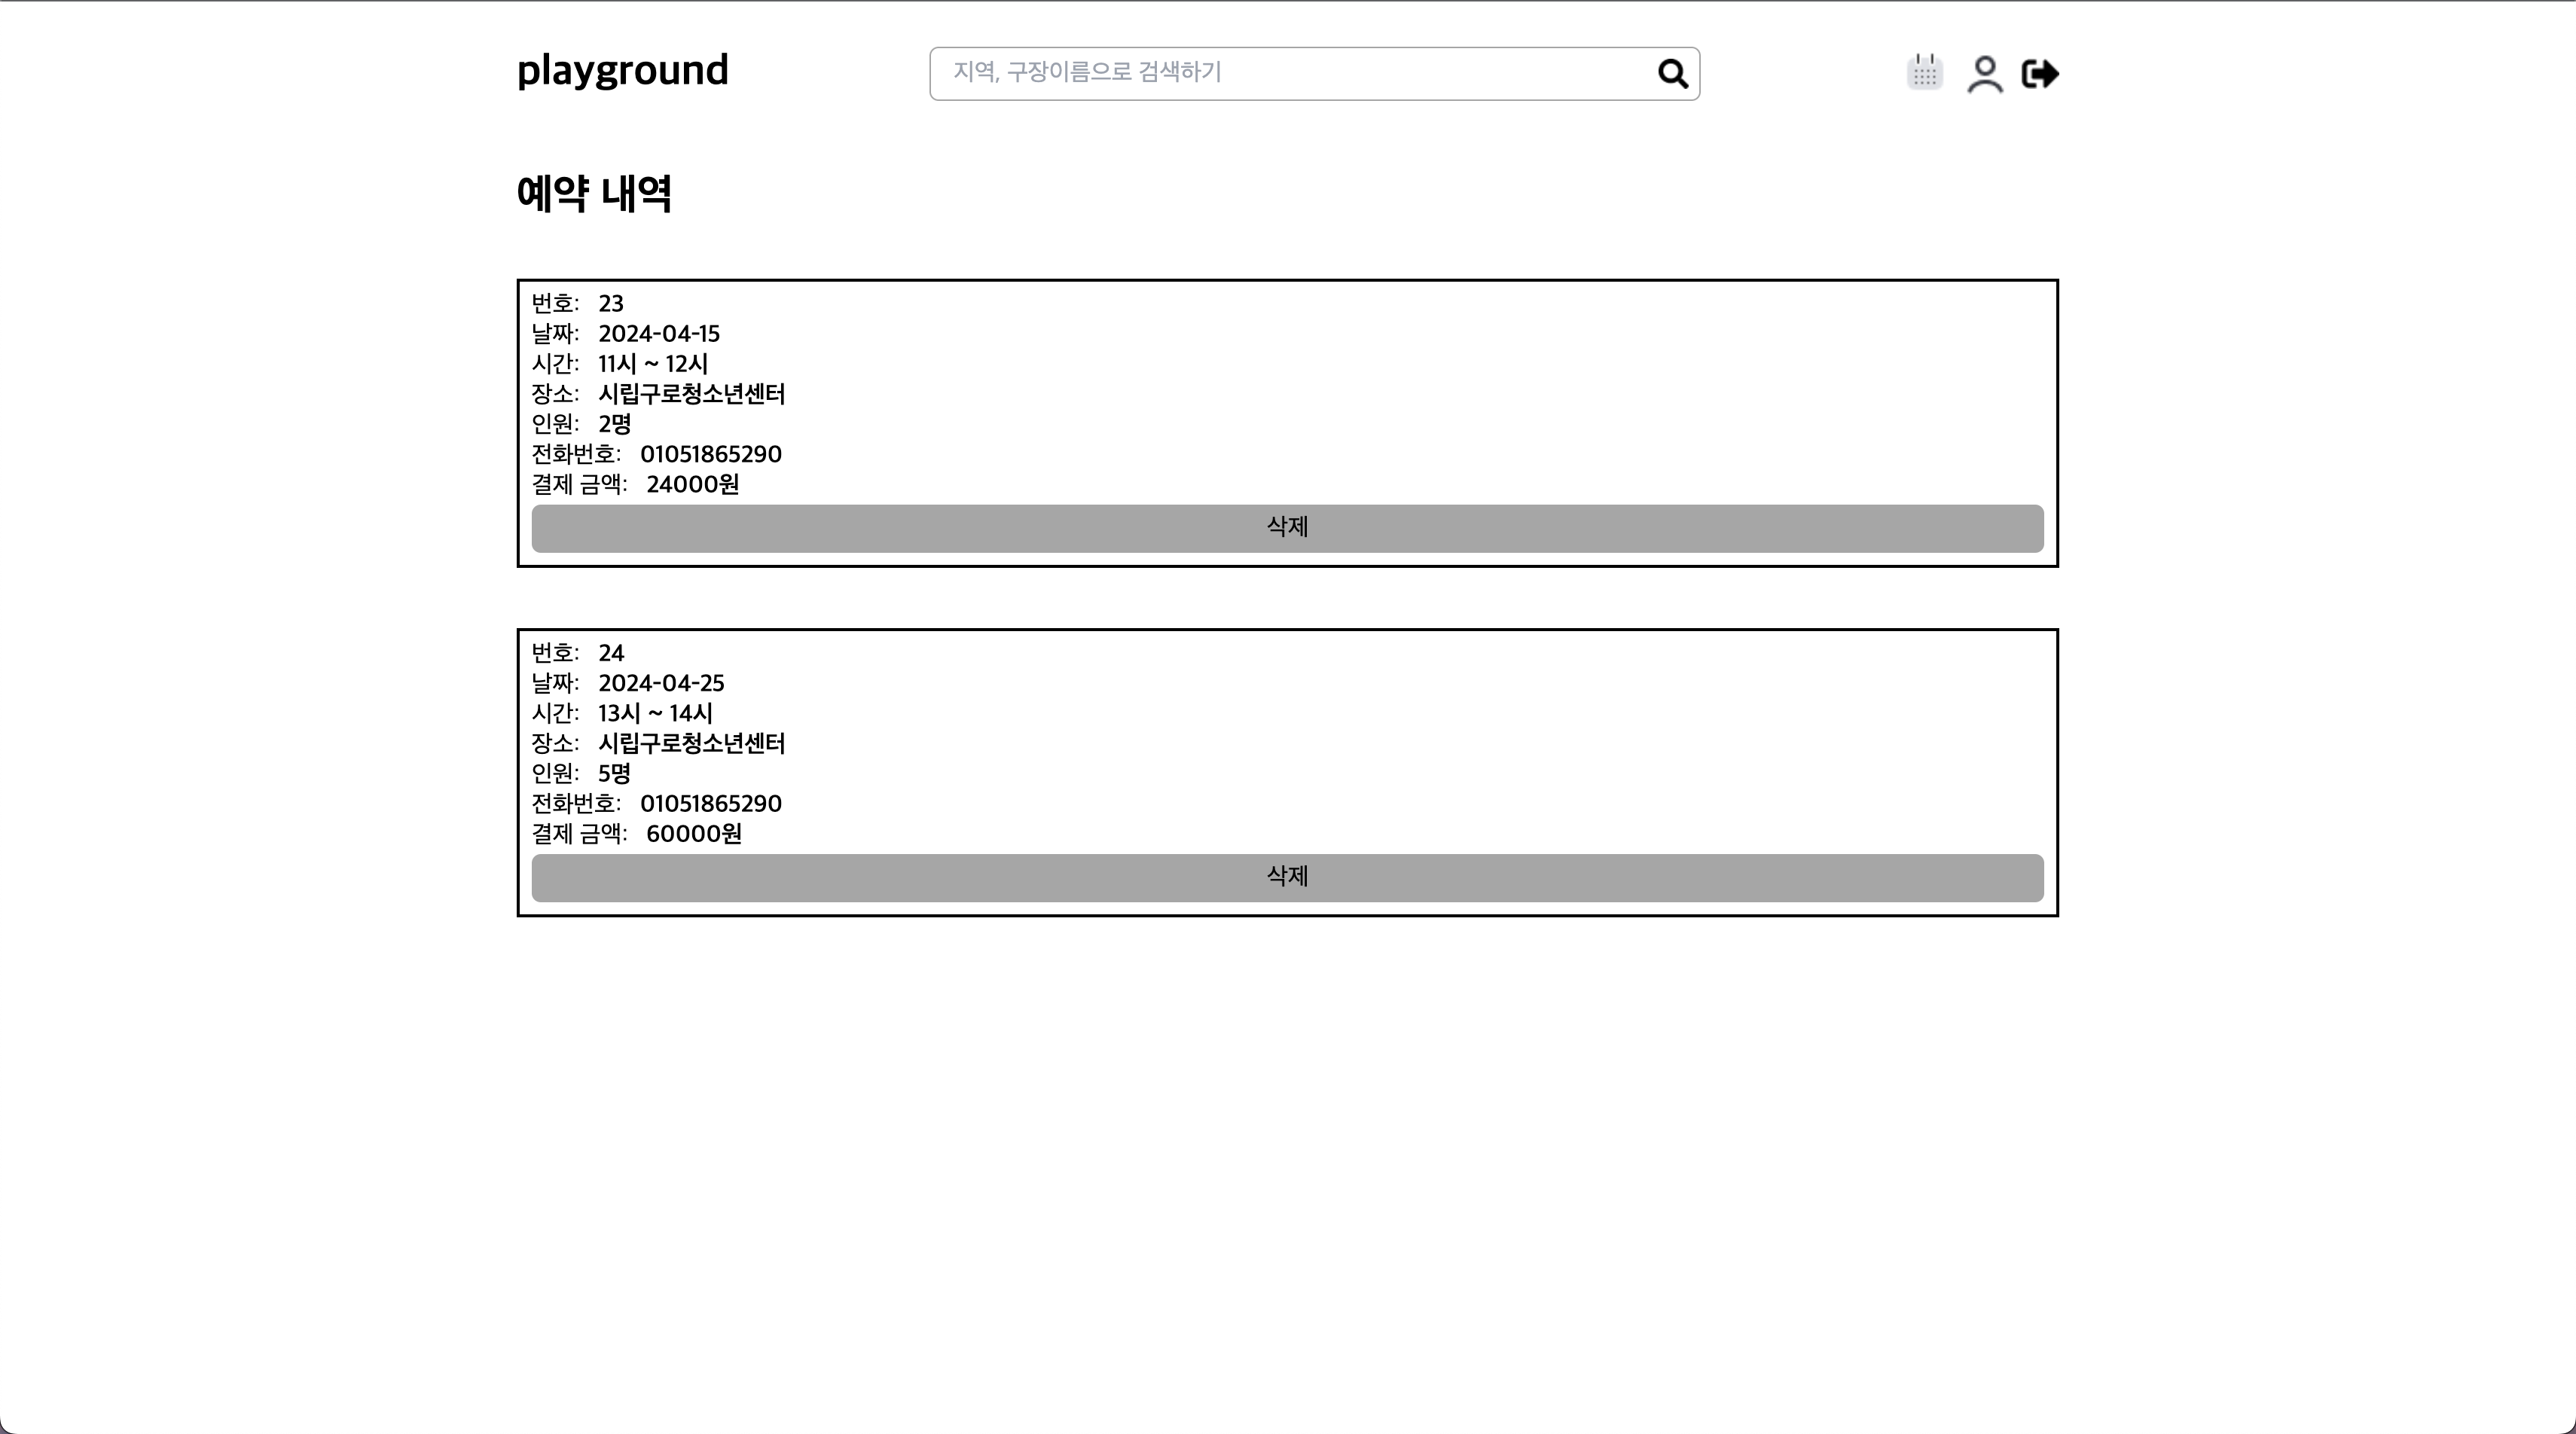 playground
지역, 구장이름으로 검색하기
예약 내역
번호: 23
날짜: 2024-04-15
시간: 11시 ~ 12시
장소: 시립구로청소년센터
인원: 2명
전화번호: 01051865290
결제 금액: 24000원
삭제
번호: 24
날짜: 2024-04-25
시간: 13시 ~ 14시
장소: 시립구로청소년센터
인원: 5명
전화번호: 01051865290
결제 금액: 60000원
삭제